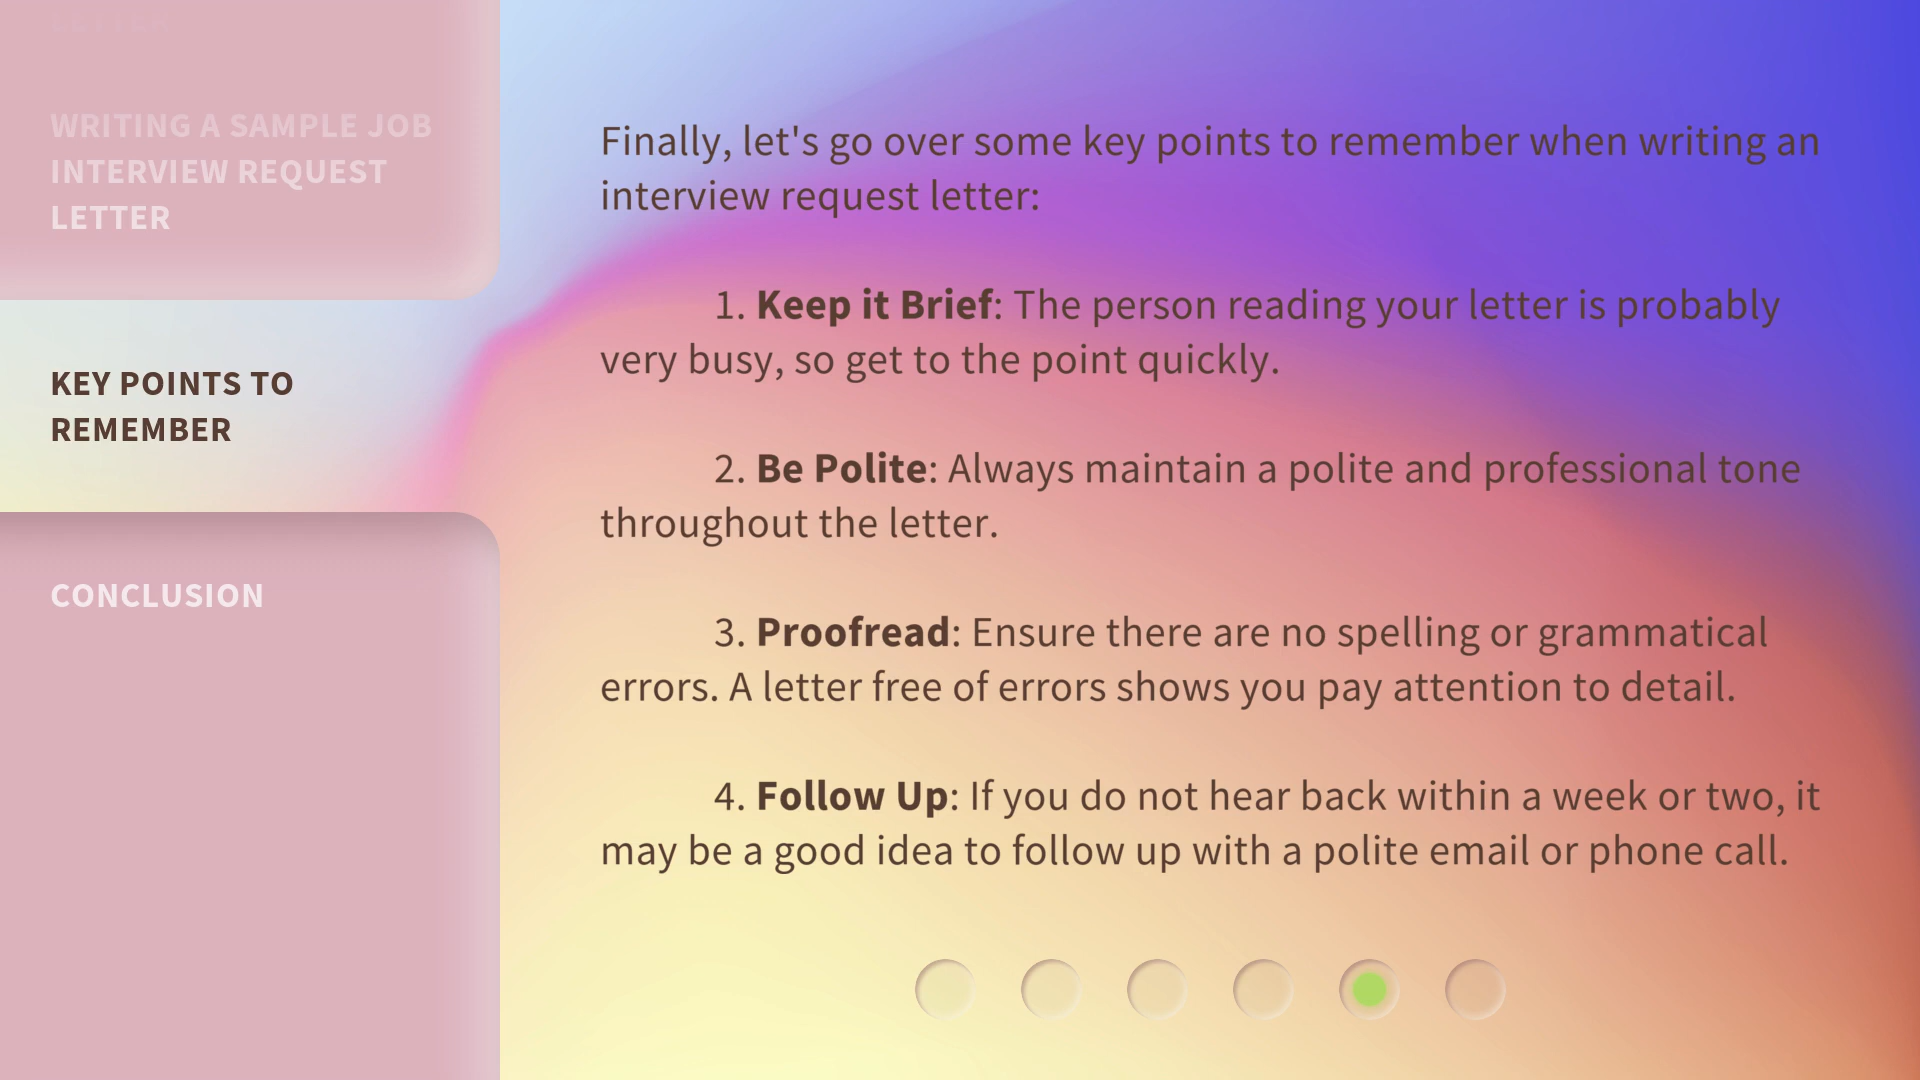 LETTER
WRITING A SAMPLE JOB
INTERVIEW REQUEST
LETTER
KEY POINTS TO
REMEMBER
CONCLUSION
Finally, let's go over some key points to remember when writing an
interview request letter:
1. Keep it Brief: The person reading your letter is probably
very busy, so get to the point quickly.
2. Be Polite: Always maintain a polite and professional tone
throughout the letter.
3. Proofread: Ensure there are no spelling or grammatical
errors. A letter free of errors shows you pay attention to detail.
4. Follow Up: If you do not hear back within a week or two, it
may be a good idea to follow up with a polite email or phone call.